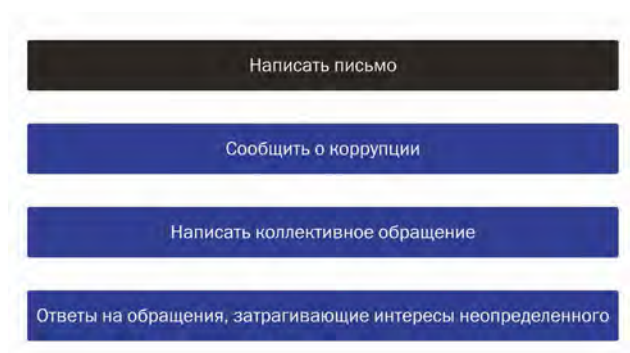 Написать письмо
Сообщить о коррупции
Написать коллективное обращение
Ответы на обращения, затрагивающие интересы неопределенного